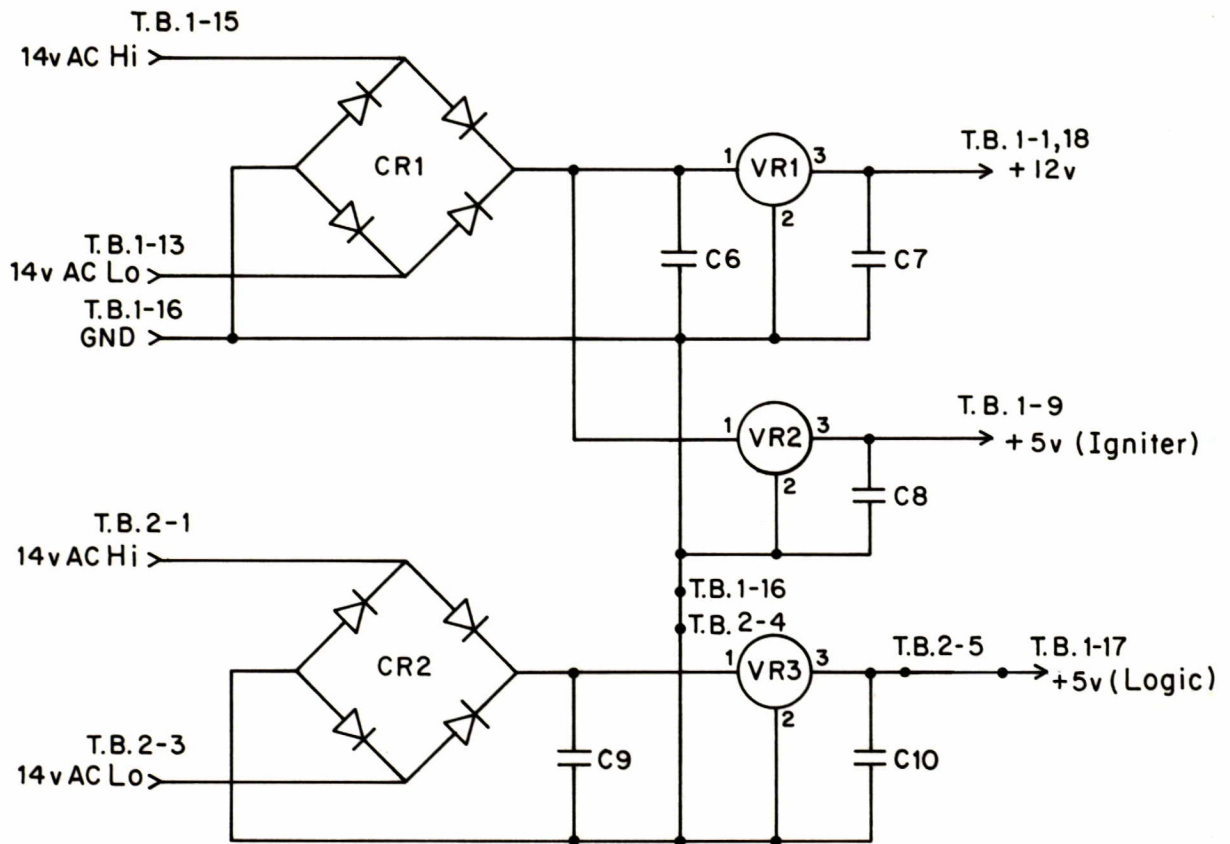 T.B.1-15
14v AC Hi
CR1
1
VR1
3
2
T.B. 1-1,18
+12v
T.B.1-13
14v AC Lo
C6
C7
T.B.1-16
GND
1
VR2
3
2
T.B. 1-9
+5v (Igniter)
C8
T.B.2-1
14v AC Hi
T.B.1-16
T.B. 2-4
CR2
1
VR3
3
2
T.B.2-5
T.B. 1-17
+5v (Logic)
T.B.2-3
14v AC Lo
C9
C10